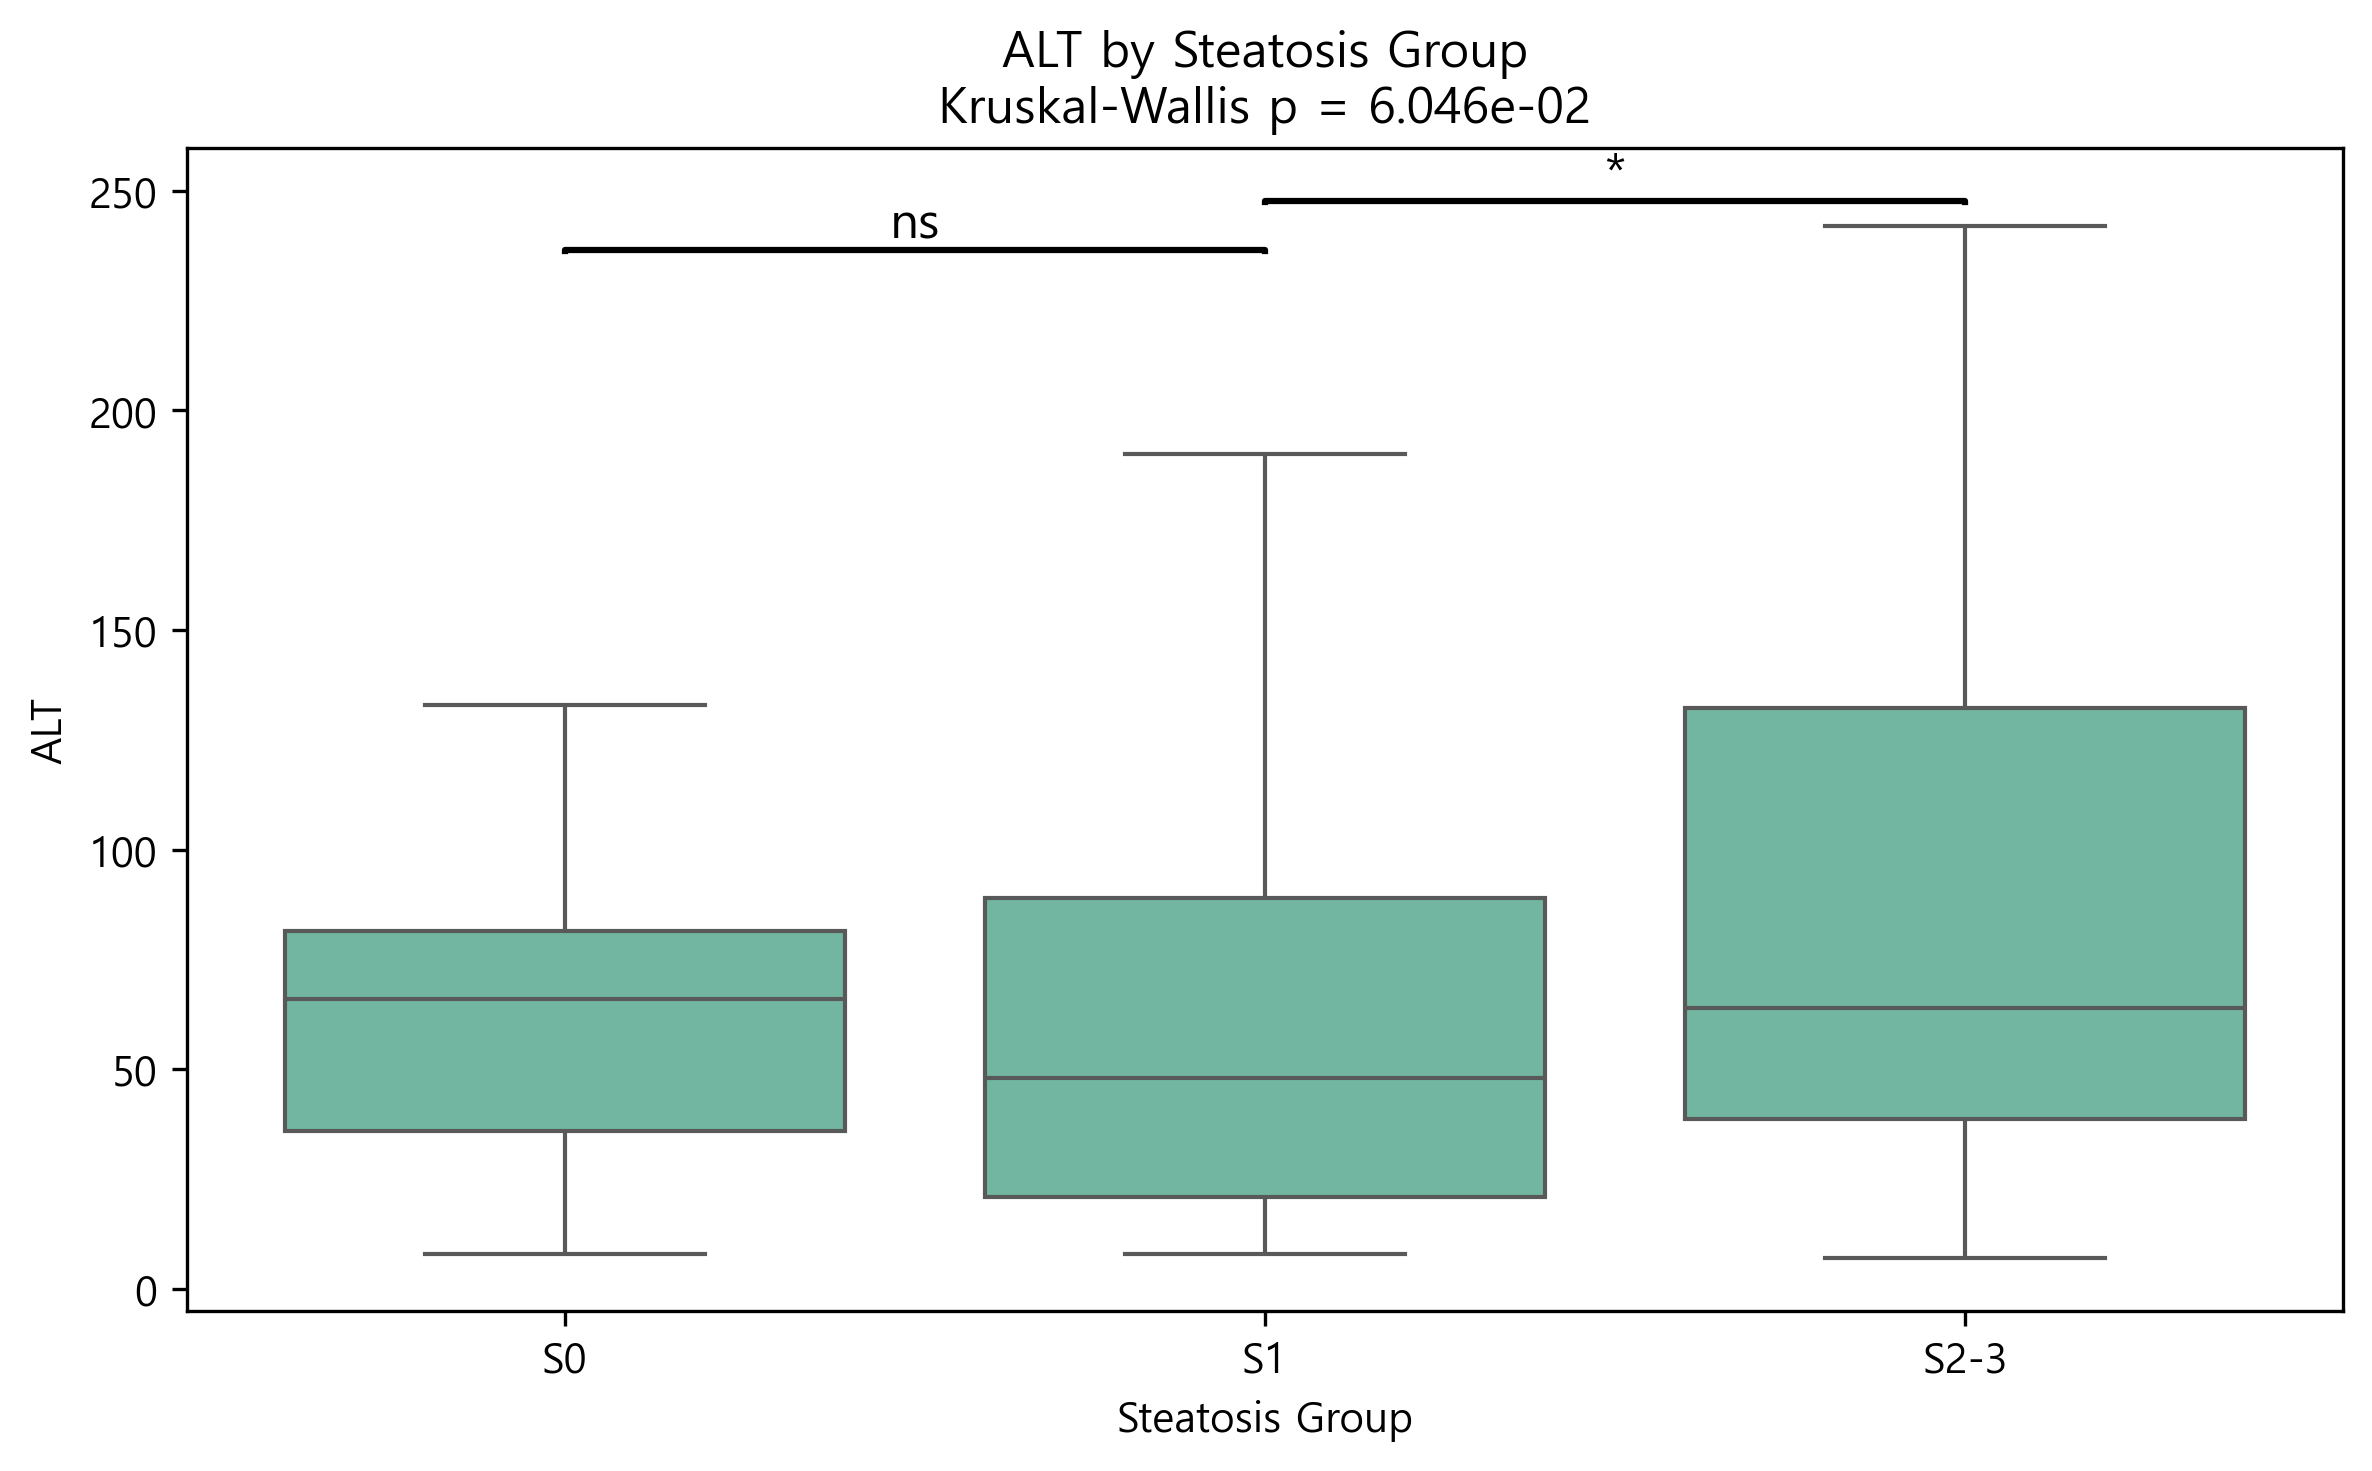 ALT by Steatosis Group
Kruskal-Wallis p = 6.046e-02
*
ns
250
200
150
100
50
0
ALT
S0
S1
S2-3
Steatosis Group